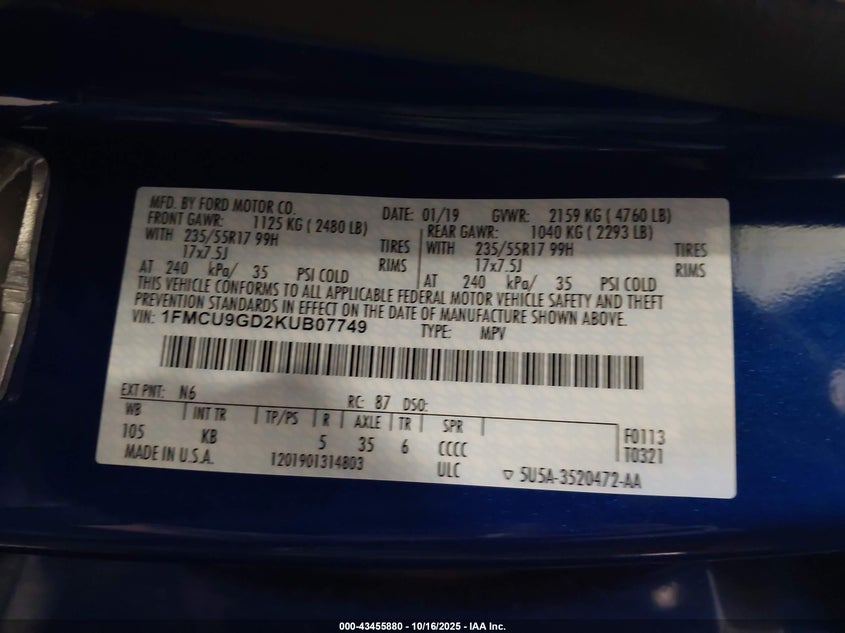 MFD. BY FORD MOTOR CO.
DATE: 01/19 GVWR: 2159 KG ( 4760 LB)
FRONT GAWR: 1125 KG ( 2480 LB) REAR GAWR: 1040 KG ( 2293 LB)
WITH 235/55R17 99H TIRES WITH 235/55R17 99H TIRES
17x7.5J RIMS 17x7.5J RIMS
AT 240 kPa/ 35 PSI COLD AT 240 kPa/ 35 PSI COLD
THIS VEHICLE CONFORMS TO ALL APPLICABLE FEDERAL MOTOR VEHICLE SAFETY AND THEFT
PREVENTION STANDARDS IN EFFECT ON THE DATE OF MANUFACTURE SHOWN ABOVE.
VIN: 1FMCU9GD2KUB07749 TYPE: MPV
EXT PNT: N6 RC: 87 DSO:
WB INT TR TP/PS R AXLE TR SPR
105 KB 5 35 6 CCCC F0113
MADE IN U.S.A. 1201901314803 ULC T0321
▽ 5U5A-3520472-AA
000-43455880 - 10/16/2025 - IAA Inc.